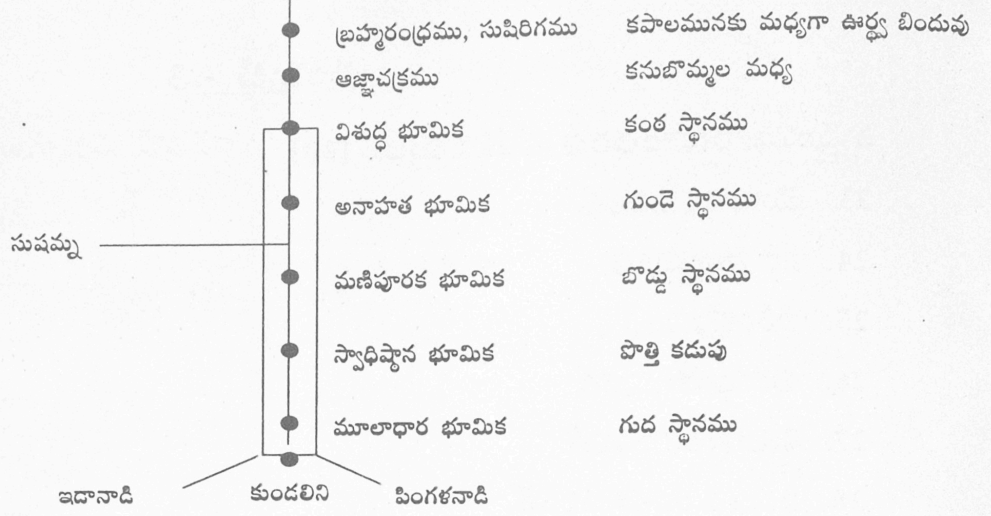 బ్రహ్మరంధ్రము, సుషిరిగము కపాలమునకు మధ్యగా ఊర్ధ్వ బిందువు
ఆజ్ఞాచక్రము కనుబొమ్మల మధ్య
విశుద్ధ భూమిక కంఠ స్థానము
అనాహత భూమిక గుండె స్థానము
సుషమ్న
మణిపూరక భూమిక బొడ్డు స్థానము
స్వాధిష్ఠాన భూమిక పొత్తి కడుపు
మూలాధార భూమిక గుద స్థానము
ఇడానాడి కుండలిని పింగళనాడి